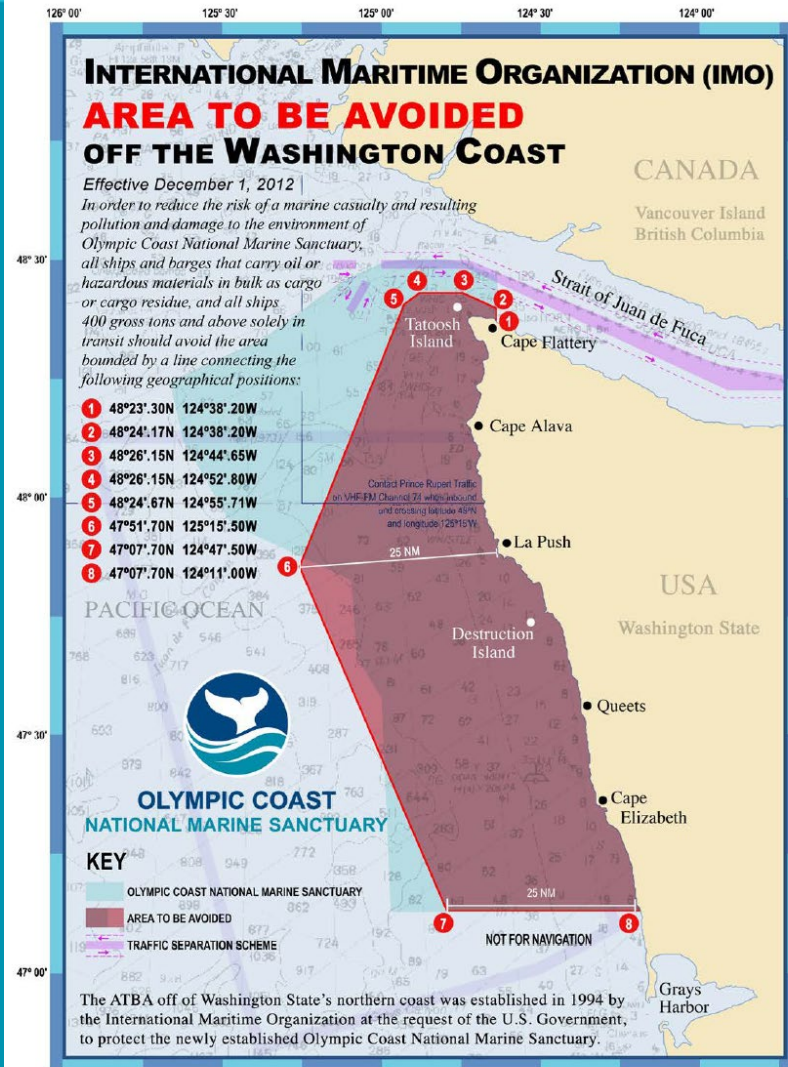 126° 00' 125° 30' 125° 00' 124° 30' 124° 00'
INTERNATIONAL MARITIME ORGANIZATION (IMO)
AREA TO BE AVOIDED
OFF THE WASHINGTON COAST
Effective December 1, 2012
In order to reduce the risk of a marine casualty and resulting
pollution and damage to the environment of
Olympic Coast National Marine Sanctuary,
all ships and barges that carry oil or
hazardous materials in bulk as cargo
or cargo residue, and all ships
400 gross tons and above solely in
transit should avoid the area
bounded by a line connecting the
following geographical positions:
1 48°23'.30N 124°38'.20W
2 48°24'.17N 124°38'.20W
3 48°26'.15N 124°44'.65W
4 48°26'.15N 124°52'.80W
5 48°24'.67N 124°55'.71W
6 47°51'.70N 125°15'.50W
7 47°07'.70N 124°47'.50W
8 47°07'.70N 124°11'.00W
CANADA
Vancouver Island
British Columbia
48° 30'
Strait of Juan de Fuca
4 3
5 2
1
Tatoosh
Island
Cape Flattery
Cape Alava
48° 00'
Contact Prince Rupert Traffic
on VHF-FM Channel 74 when inbound
and crossing latitude 48°N
and longitude 125°15'W
La Push
25 NM
6
PACIFIC OCEAN
USA
Washington State
Destruction
Island
Queets
47° 30'
Cape
Elizabeth
OLYMPIC COAST
NATIONAL MARINE SANCTUARY
KEY
OLYMPIC COAST NATIONAL MARINE SANCTUARY
AREA TO BE AVOIDED
TRAFFIC SEPARATION SCHEME
25 NM
7 8
NOT FOR NAVIGATION
47° 00'
Grays
Harbor
The ATBA off of Washington State's northern coast was established in 1994 by
the International Maritime Organization at the request of the U.S. Government,
to protect the newly established Olympic Coast National Marine Sanctuary.